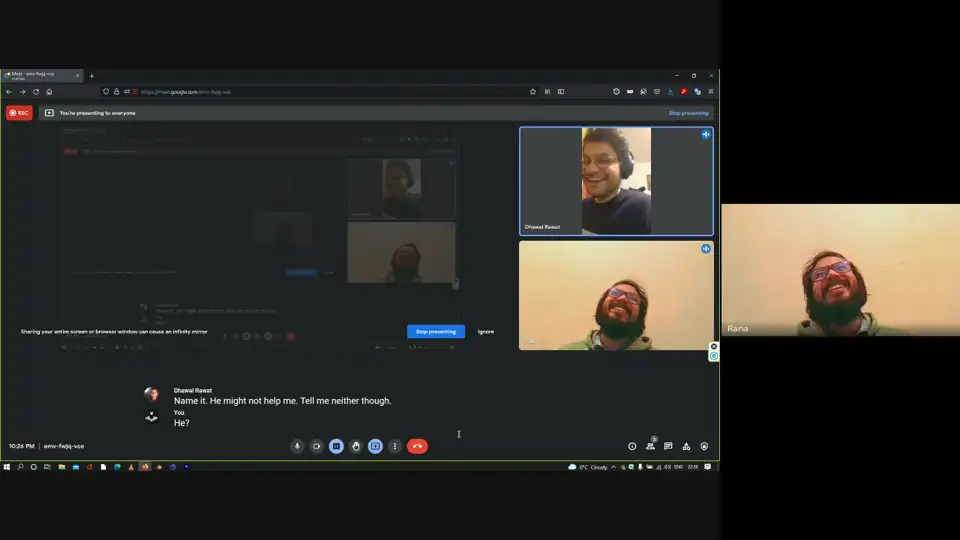 Meet - emv-fwjq-vce
https://meet.google.com/emv-fwjq-vce
REC
You're presenting to everyone
Stop presenting
Dhawal Rawat
Sharing your entire screen or browser window can cause an infinity mirror
Stop presenting
Ignore
Rana
Dhawal Rawat
Name it. He might not help me. Tell me neither though.
You
He?
10:26 PM | emv-fwjq-vce
0°C Cloudy
ENG